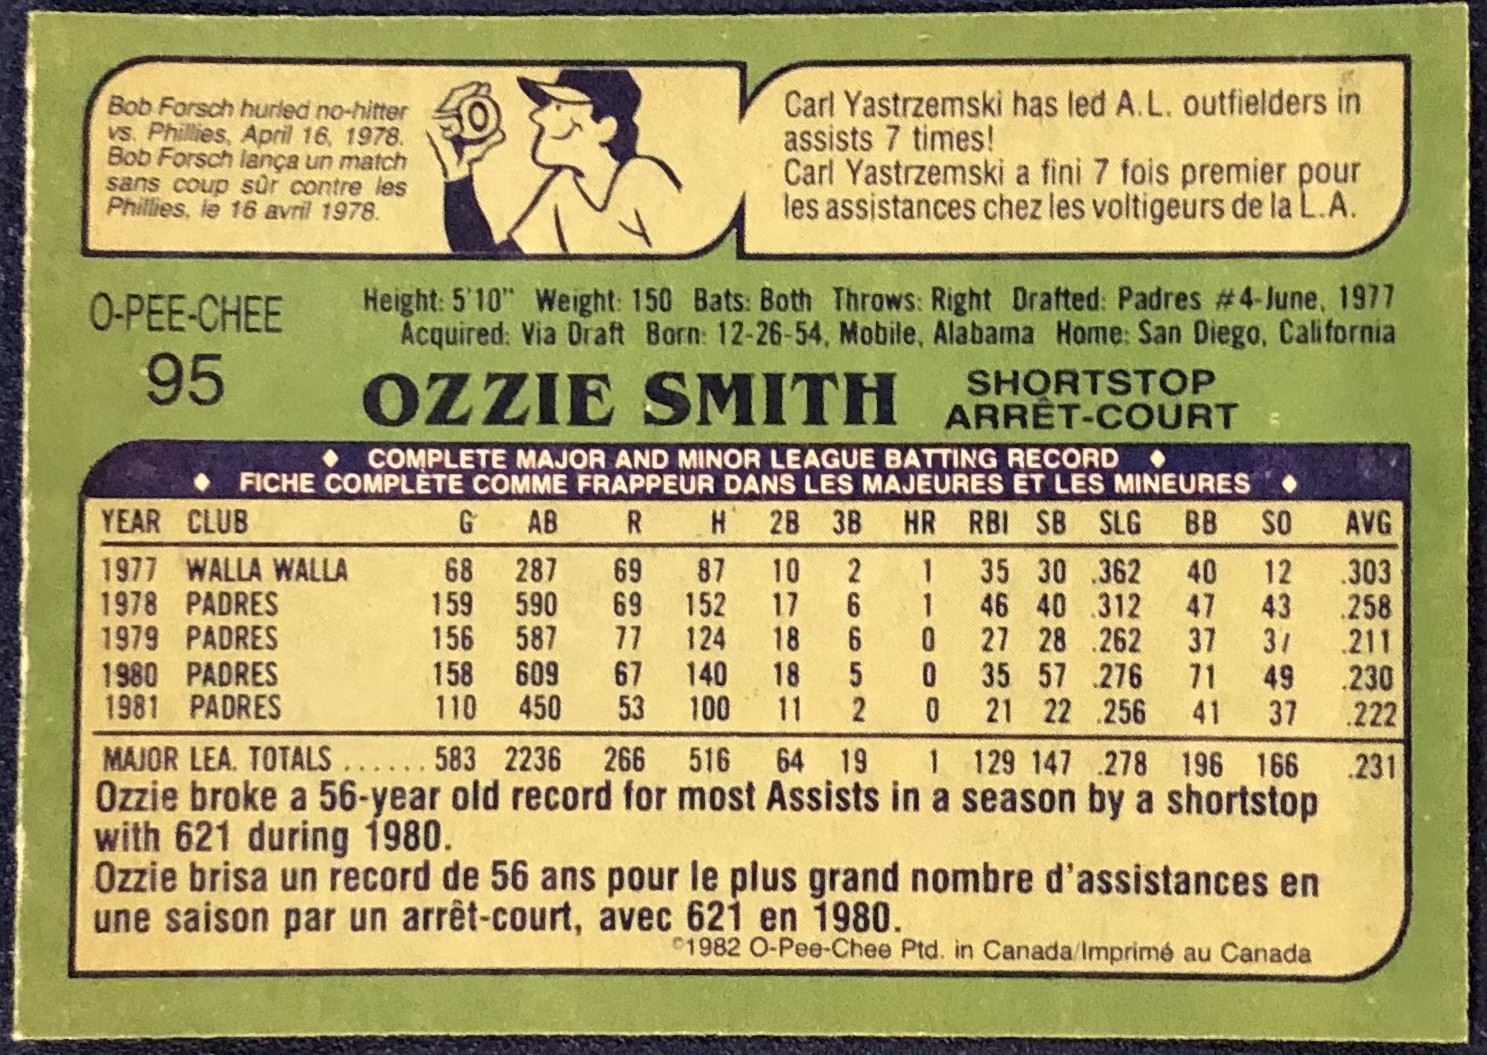 Bob Forsch hurled no-hitter
vs. Phillies, April 16, 1978.
Bob Forsch lança un match
sans coup sûr contre les
Phillies, le 16 avril 1978.
Carl Yastrzemski has led A.L. outfielders in
assists 7 times!
Carl Yastrzemski a fini 7 fois premier pour
les assistances chez les voltigeurs de la L.A.
O-PEE-CHEE
95
Height: 5'10" Weight: 150 Bats: Both Throws: Right Drafted: Padres #4-June, 1977
Acquired: Via Draft Born: 12-26-54, Mobile, Alabama Home: San Diego, California
OZZIE SMITH
SHORTSTOP
ARRÊT-COURT
♦ COMPLETE MAJOR AND MINOR LEAGUE BATTING RECORD ♦
♦ FICHE COMPLÈTE COMME FRAPPEUR DANS LES MAJEURES ET LES MINEURES ♦
YEAR CLUB G AB R H 2B 3B HR RBI SB SLG BB SO AVG
1977 WALLA WALLA 68 287 69 87 10 2 1 35 30 .362 40 12 .303
1978 PADRES 159 590 69 152 17 6 1 46 40 .312 47 43 .258
1979 PADRES 156 587 77 124 18 6 0 27 28 .262 37 37 .211
1980 PADRES 158 609 67 140 18 5 0 35 57 .276 71 49 .230
1981 PADRES 110 450 53 100 11 2 0 21 22 .256 41 37 .222
MAJOR LEA. TOTALS ...... 583 2236 266 516 64 19 1 129 147 .278 196 166 .231
Ozzie broke a 56-year old record for most Assists in a season by a shortstop
with 621 during 1980.
Ozzie brisa un record de 56 ans pour le plus grand nombre d'assistances en
une saison par un arrêt-court, avec 621 en 1980.
©1982 O-Pee-Chee Ptd. in Canada/Imprimé au Canada